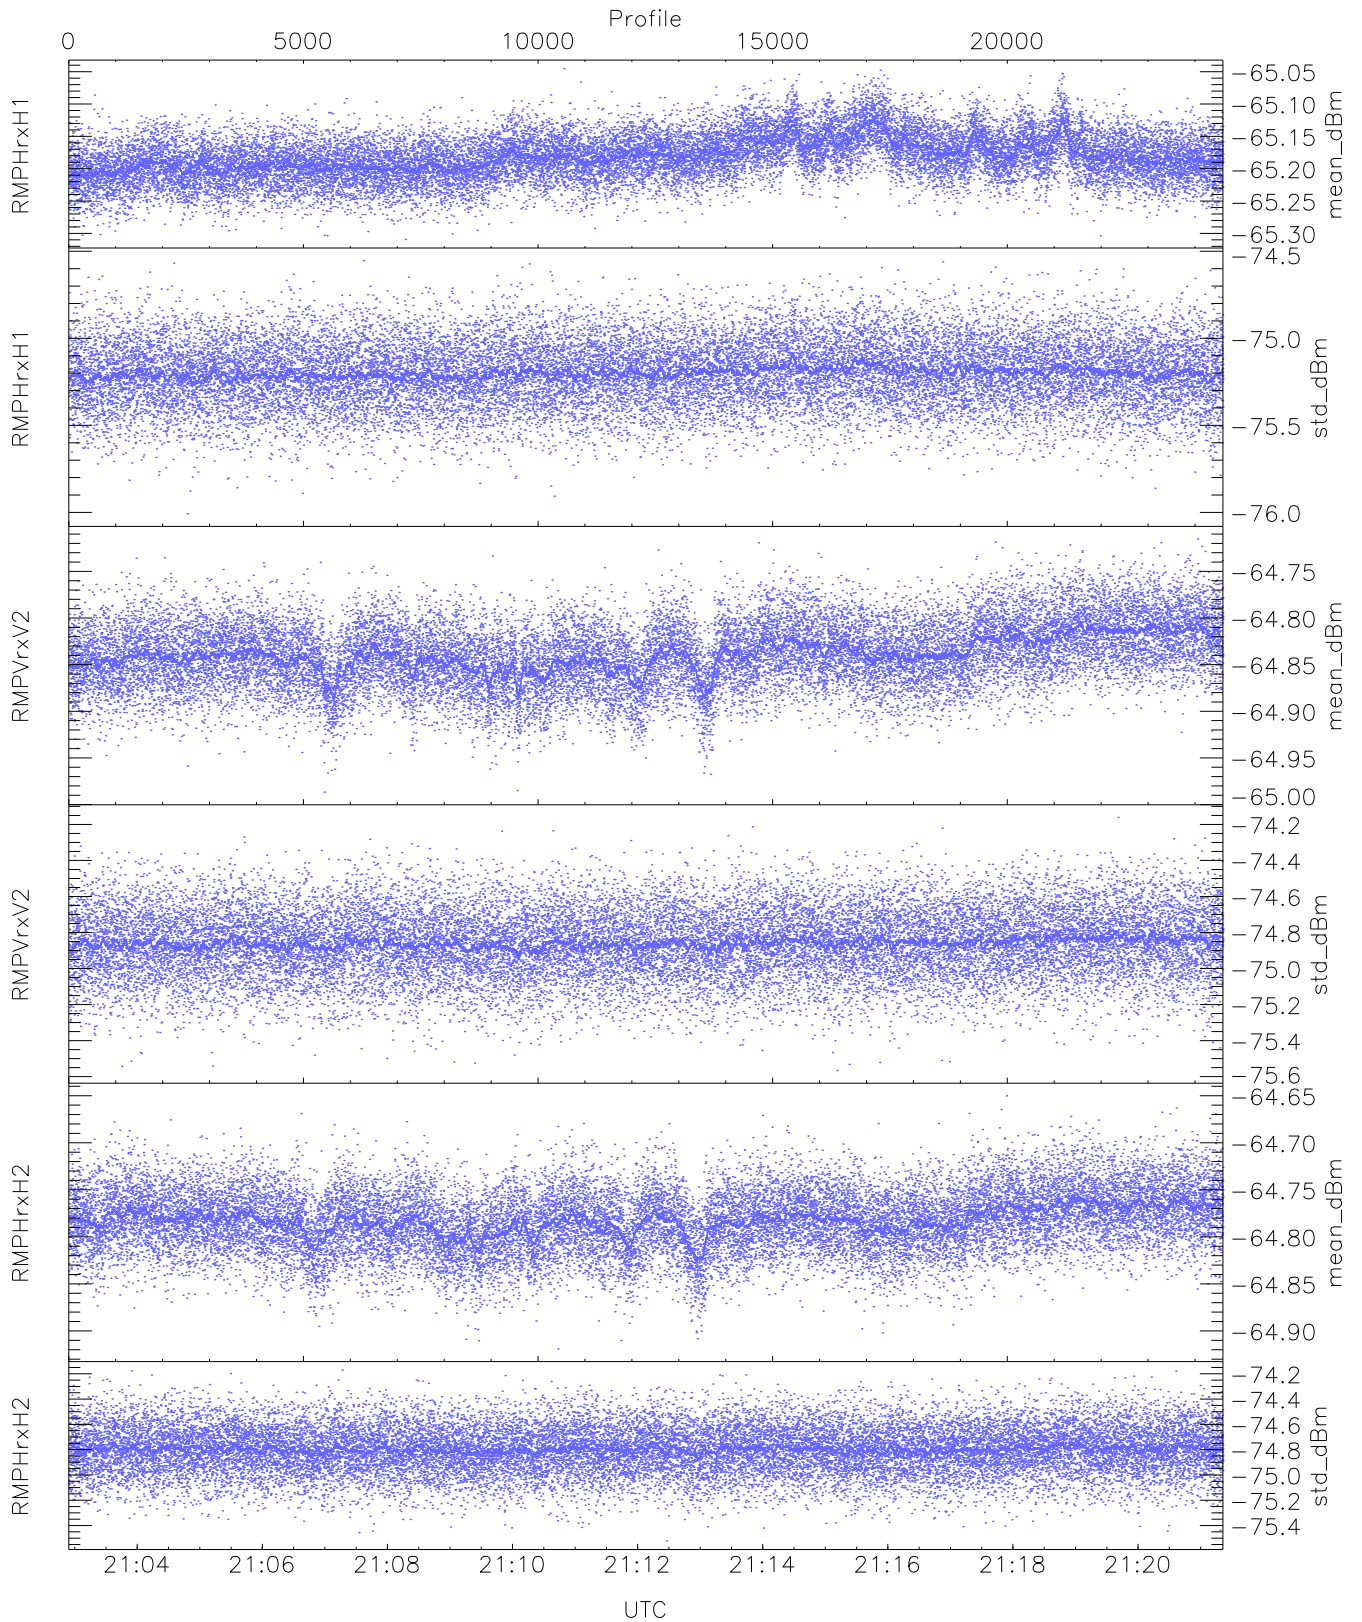 Profile
0 5000 10000 15000 20000
RMPHrxH1
−65.05
−65.10
−65.15
−65.20
−65.25
−65.30
mean_dBm
RMPHrxH1
−74.5
−75.0
−75.5
−76.0
std_dBm
RMPVrxV2
−64.75
−64.80
−64.85
−64.90
−64.95
−65.00
mean_dBm
RMPVrxV2
−74.2
−74.4
−74.6
−74.8
−75.0
−75.2
−75.4
−75.6
std_dBm
RMPHrxH2
−64.65
−64.70
−64.75
−64.80
−64.85
−64.90
mean_dBm
RMPHrxH2
−74.2
−74.4
−74.6
−74.8
−75.0
−75.2
−75.4
std_dBm
21:04 21:06 21:08 21:10 21:12 21:14 21:16 21:18 21:20
UTC